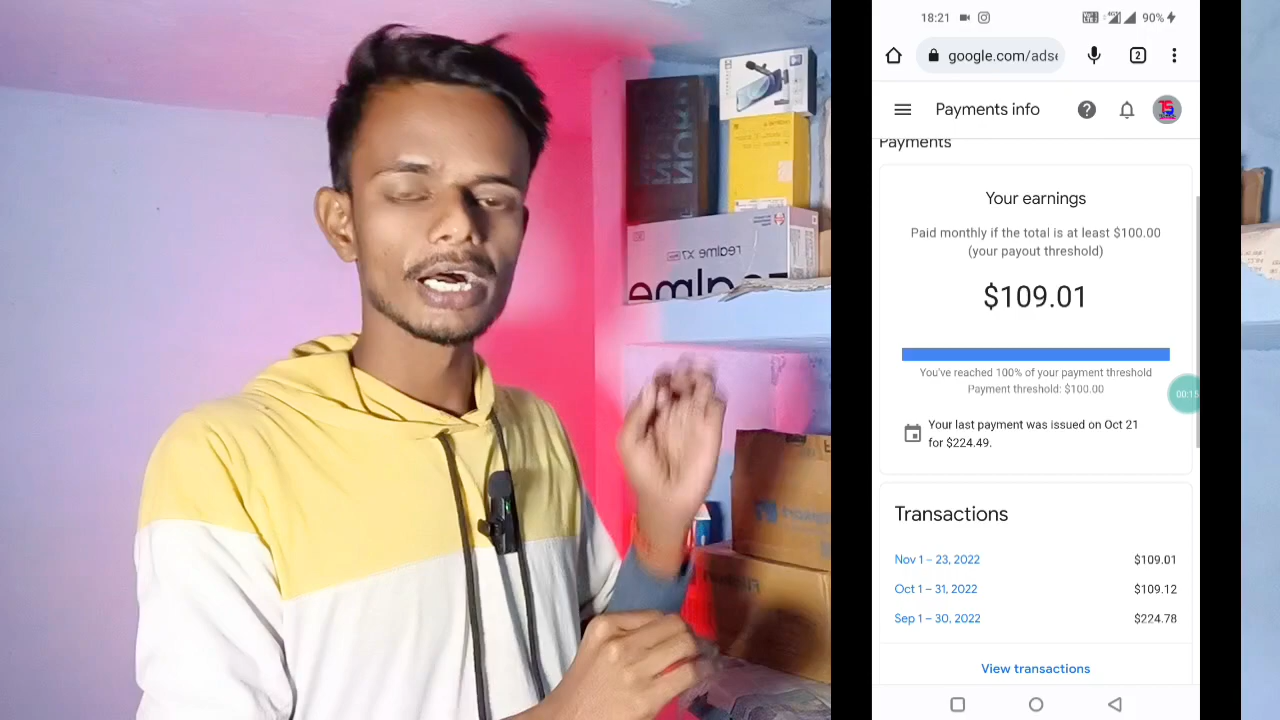 18:21
90%
google.com/adse
2
Payments info
Payments
Your earnings
Paid monthly if the total is at least $100.00
(your payout threshold)
$109.01
You've reached 100% of your payment threshold
Payment threshold: $100.00
00:15
Your last payment was issued on Oct 21
for $224.49.
Transactions
Nov 1 – 23, 2022 $109.01
Oct 1 – 31, 2022 $109.12
Sep 1 – 30, 2022 $224.78
View transactions
realme X7
realme